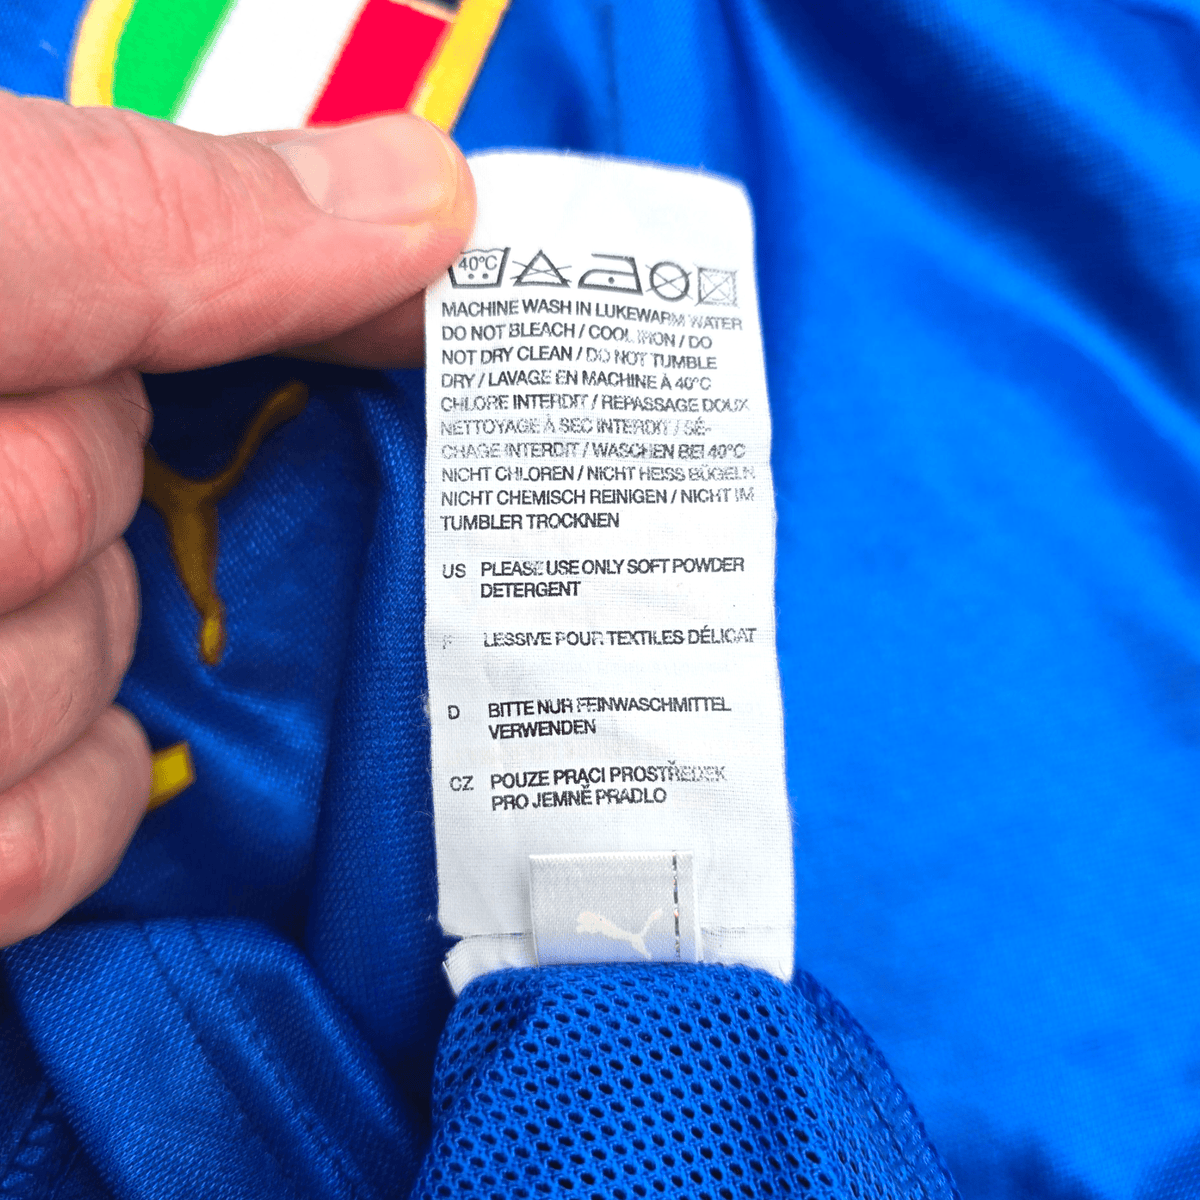 40°C
MACHINE WASH IN LUKEWARM WATER
DO NOT BLEACH / COOL IRON / DO
NOT DRY CLEAN / DO NOT TUMBLE
DRY / LAVAGE EN MACHINE À 40°C
CHLORE INTERDIT / REPASSAGE DOUX
NETTOYAGE À SEC INTERDIT / SÉ-
CHAGE INTERDIT / WASCHEN BEI 40°C
NICHT CHLOREN / NICHT HEISS BÜGELN
NICHT CHEMISCH REINIGEN / NICHT IM
TUMBLER TROCKNEN
US PLEASE USE ONLY SOFT POWDER
DETERGENT
F LESSIVE POUR TEXTILES DÉLICAT
D BITTE NUR FEINWASCHMITTEL
VERWENDEN
CZ POUZE PRACÍ PROSTŘEDEK
PRO JEMNĚ PRADLO